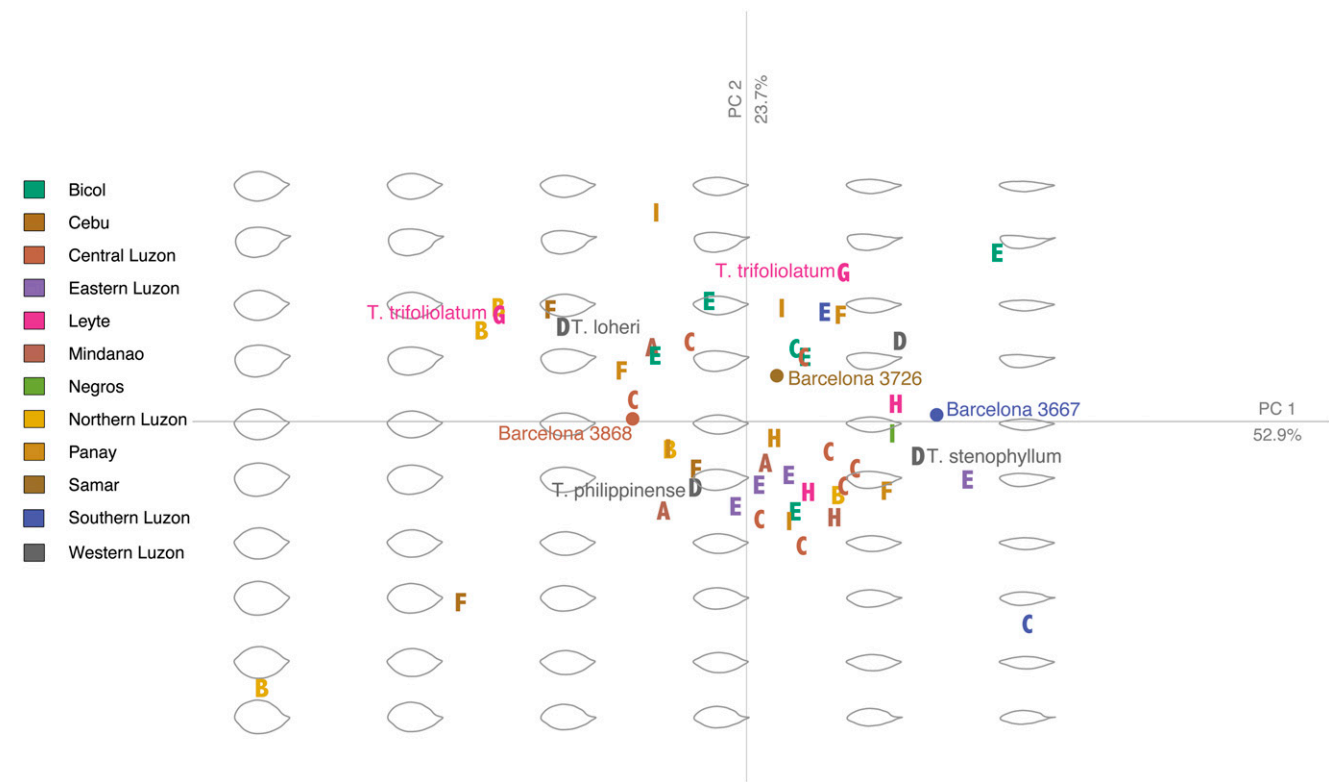 PC 2
23.7%
Bicol
Cebu
Central Luzon
Eastern Luzon
Leyte
Mindanao
Negros
Northern Luzon
Panay
Samar
Southern Luzon
Western Luzon
I
E
T. trifoliolatum G
E
B
T. trifoliolatum G
F
I
E
F
B
D T. loheri
C
D
A
E
C
E
F
Barcelona 3726
C
H
Barcelona 3667
PC 1
52.9%
Barcelona 3868
I
H
B
C
D T. stenophyllum
A
F
C
E
E
T. philippinense D
E
C
H
B
F
E
A
E
C
I
H
C
F
C
B